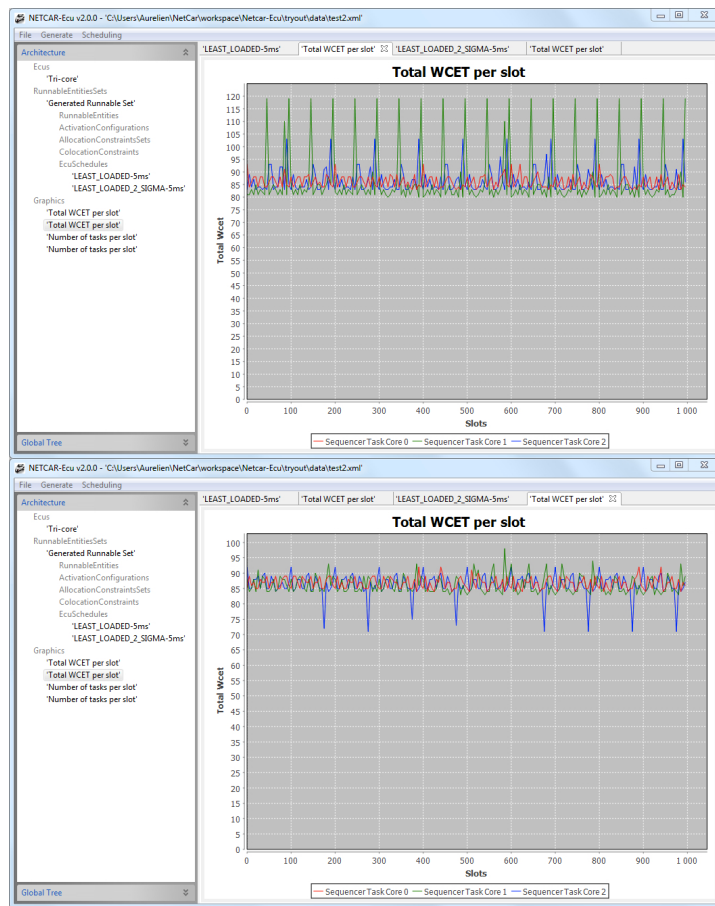 NETCAR-Ecu v2.0.0 - 'C:\Users\Aurelien\NetCar\workspace\Netcar-Ecu\tryout\data\test2.xml'
File Generate Scheduling
Architecture
Ecus
'Tri-core'
RunnableEntitiesSets
'Generated Runnable Set'
RunnableEntities
ActivationConfigurations
AllocationConstraintsSets
ColocationConstraints
EcuSchedules
'LEAST_LOADED-5ms'
'LEAST_LOADED_2_SIGMA-5ms'
Graphics
'Total WCET per slot'
'Total WCET per slot'
'Number of tasks per slot'
'Number of tasks per slot'
Global Tree
'LEAST_LOADED-5ms' 'Total WCET per slot' 'LEAST_LOADED_2_SIGMA-5ms' 'Total WCET per slot'
Total WCET per slot
Total Wcet
120
115
110
105
100
95
90
85
80
75
70
65
60
55
50
45
40
35
30
25
20
15
10
5
0
0 100 200 300 400 500 600 700 800 900 1 000
Slots
Sequencer Task Core 0 Sequencer Task Core 1 Sequencer Task Core 2
NETCAR-Ecu v2.0.0 - 'C:\Users\Aurelien\NetCar\workspace\Netcar-Ecu\tryout\data\test2.xml'
File Generate Scheduling
Architecture
Ecus
'Tri-core'
RunnableEntitiesSets
'Generated Runnable Set'
RunnableEntities
ActivationConfigurations
AllocationConstraintsSets
ColocationConstraints
EcuSchedules
'LEAST_LOADED-5ms'
'LEAST_LOADED_2_SIGMA-5ms'
Graphics
'Total WCET per slot'
'Total WCET per slot'
'Number of tasks per slot'
'Number of tasks per slot'
Global Tree
'LEAST_LOADED-5ms' 'Total WCET per slot' 'LEAST_LOADED_2_SIGMA-5ms' 'Total WCET per slot'
Total WCET per slot
Total Wcet
100
95
90
85
80
75
70
65
60
55
50
45
40
35
30
25
20
15
10
5
0
0 100 200 300 400 500 600 700 800 900 1 000
Slots
Sequencer Task Core 0 Sequencer Task Core 1 Sequencer Task Core 2